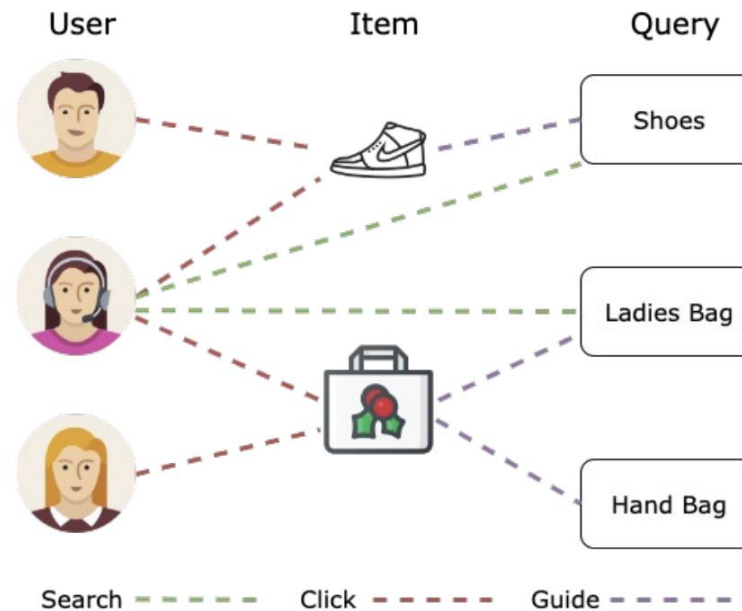 User Item Query
Shoes
Ladies Bag
Hand Bag
Search Click Guide